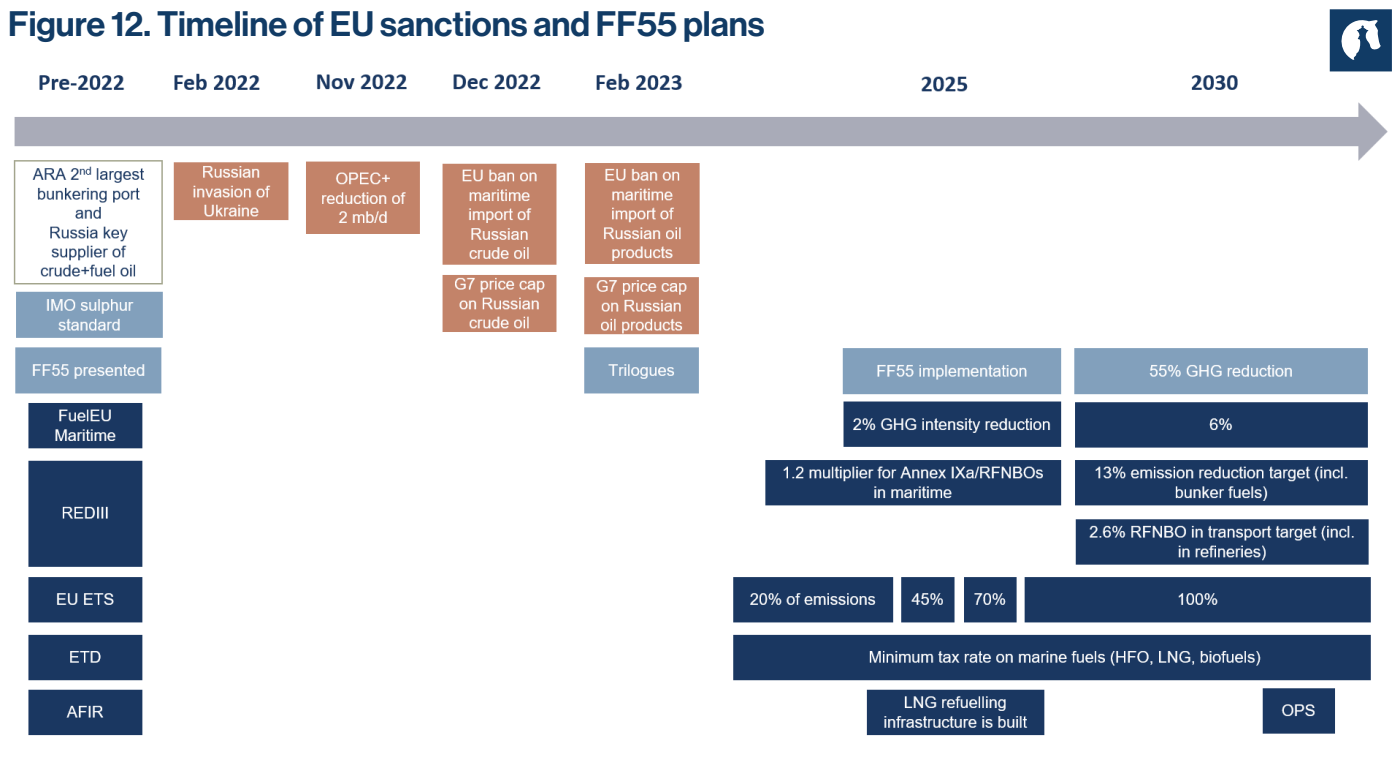 Figure 12. Timeline of EU sanctions and FF55 plans
Pre-2022
Feb 2022
Nov 2022
Dec 2022
Feb 2023
2025
2030
ARA 2nd largest
bunkering port
and
Russia key
supplier of
crude+fuel oil
Russian
invasion of
Ukraine
OPEC+
reduction of
2 mb/d
EU ban on
maritime
import of
Russian
crude oil
EU ban on
maritime
import of
Russian oil
products
G7 price cap
on Russian
crude oil
G7 price cap
on Russian
oil products
IMO sulphur
standard
FF55 presented
Trilogues
FF55 implementation
55% GHG reduction
FuelEU
Maritime
2% GHG intensity reduction
6%
REDIII
1.2 multiplier for Annex IXa/RFNBOs
in maritime
13% emission reduction target (incl.
bunker fuels)
2.6% RFNBO in transport target (incl.
in refineries)
EU ETS
20% of emissions
45%
70%
100%
ETD
Minimum tax rate on marine fuels (HFO, LNG, biofuels)
AFIR
LNG refuelling
infrastructure is built
OPS